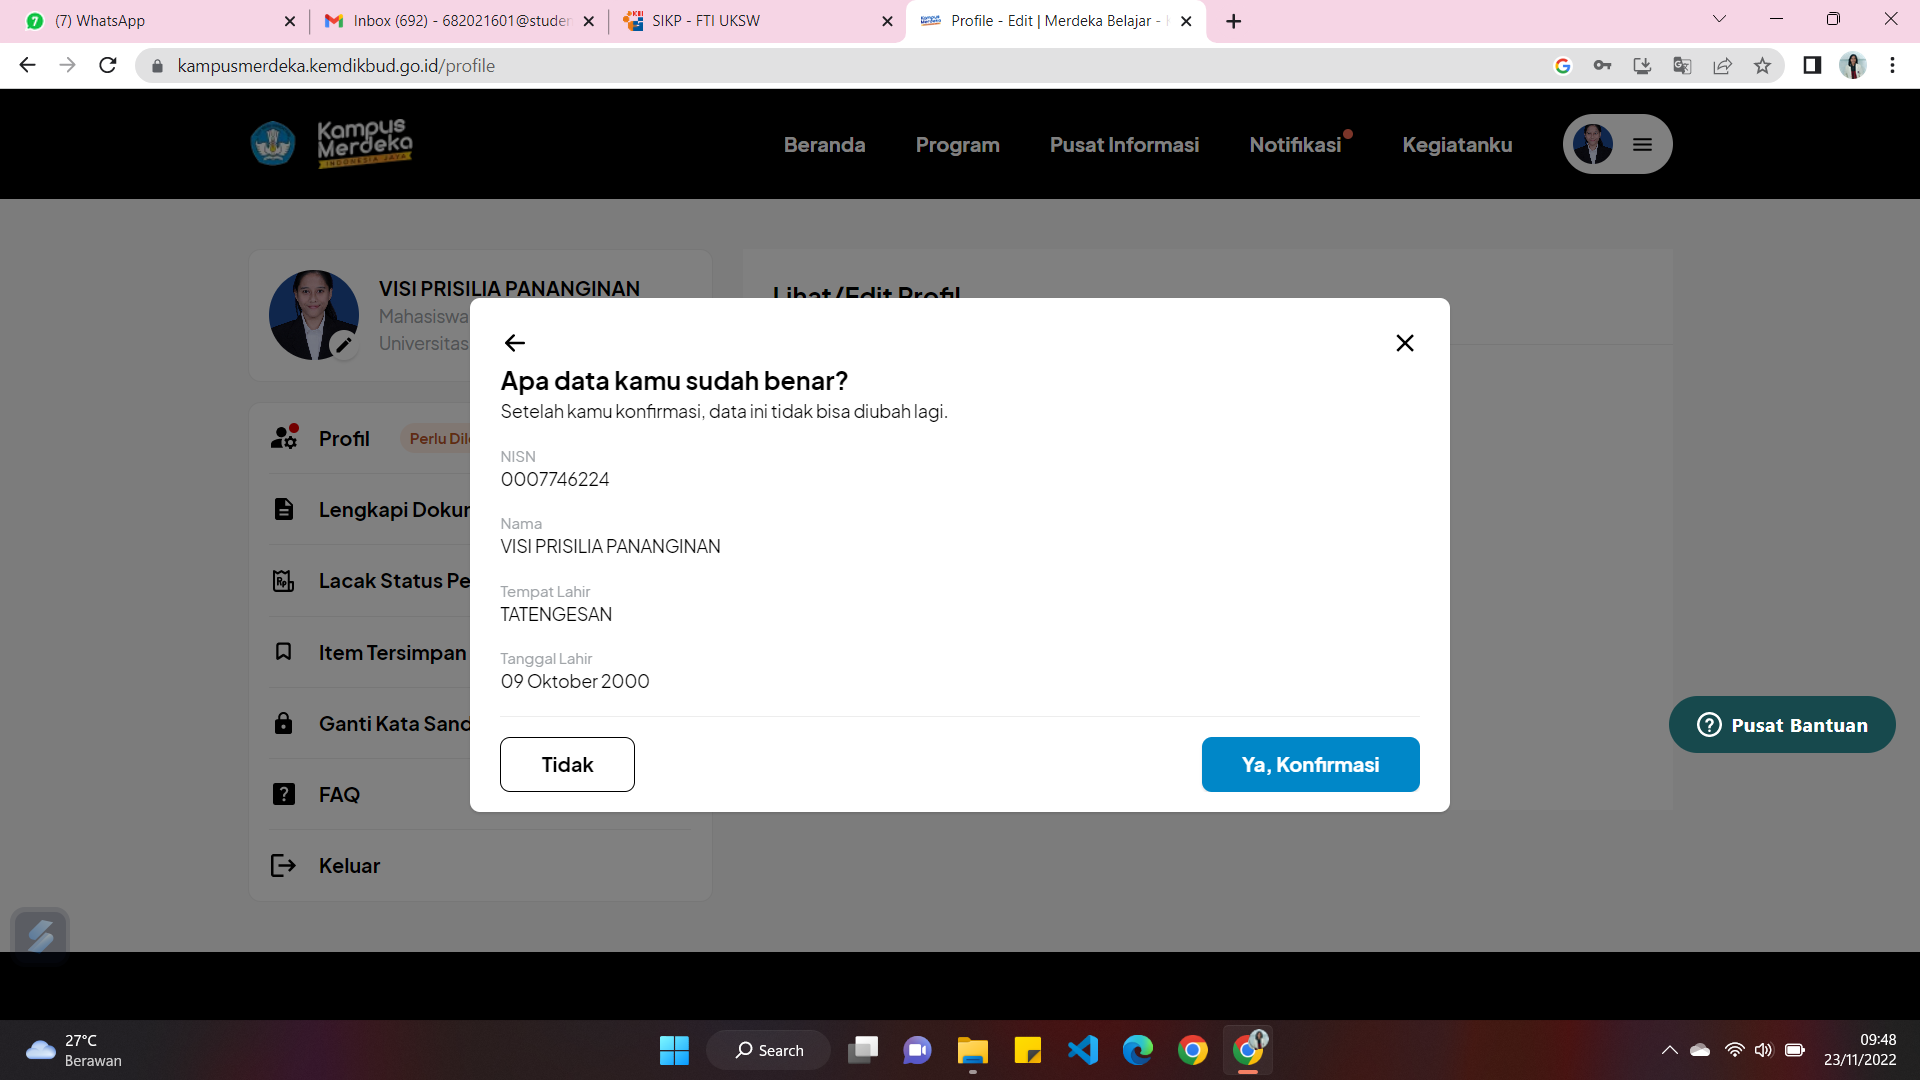 (7) WhatsApp
Inbox (692) - 682021601@studen
SIKP - FTI UKSW
Profile - Edit | Merdeka Belajar -
kampusmerdeka.kemdikbud.go.id/profile
Kampus
Merdeka
INDONESIA JAYA
Beranda
Program
Pusat Informasi
Notifikasi
Kegiatanku
VISI PRISILIA PANANGINAN
Mahasiswa
Universitas
Lihat/Edit Profil
Profil
Perlu Dil
Lengkapi Dokur
Lacak Status Pe
Item Tersimpan
Ganti Kata Sand
FAQ
Keluar
Apa data kamu sudah benar?
Setelah kamu konfirmasi, data ini tidak bisa diubah lagi.
NISN
0007746224
Nama
VISI PRISILIA PANANGINAN
Tempat Lahir
TATENGESAN
Tanggal Lahir
09 Oktober 2000
Tidak
Ya, Konfirmasi
Pusat Bantuan
27°C
Berawan
Search
09:48
23/11/2022